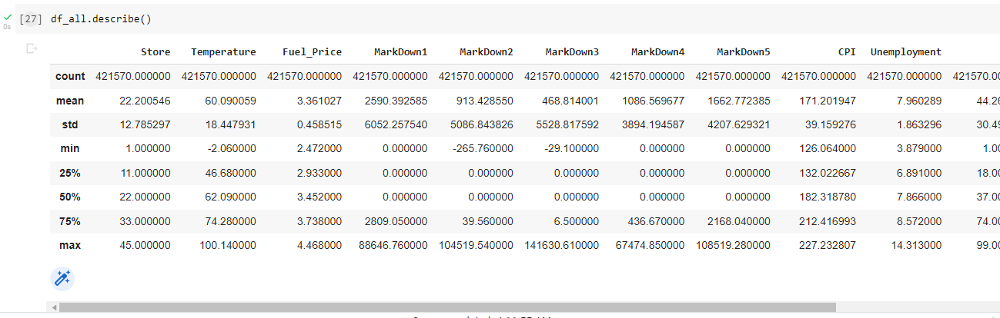 [27] df_all.describe()
0s
Store Temperature Fuel_Price MarkDown1 MarkDown2 MarkDown3 MarkDown4 MarkDown5 CPI Unemployment
count 421570.000000 421570.000000 421570.000000 421570.000000 421570.000000 421570.000000 421570.000000 421570.000000 421570.000000 421570.000000 421570.00
mean 22.200546 60.090059 3.361027 2590.392585 913.428550 468.814001 1086.569677 1662.772385 171.201947 7.960289 44.26
std 12.785297 18.447931 0.458515 6052.257540 5086.843826 5528.817592 3894.194587 4207.629321 39.159276 1.863296 30.49
min 1.000000 -2.060000 2.472000 0.000000 -265.760000 -29.100000 0.000000 0.000000 126.064000 3.879000 1.00
25% 11.000000 46.680000 2.933000 0.000000 0.000000 0.000000 0.000000 0.000000 132.022667 6.891000 18.00
50% 22.000000 62.090000 3.452000 0.000000 0.000000 0.000000 0.000000 0.000000 182.318780 7.866000 37.00
75% 33.000000 74.280000 3.738000 2809.050000 39.560000 6.500000 436.670000 2168.040000 212.416993 8.572000 74.00
max 45.000000 100.140000 4.468000 88646.760000 104519.540000 141630.610000 67474.850000 108519.280000 227.232807 14.313000 99.00